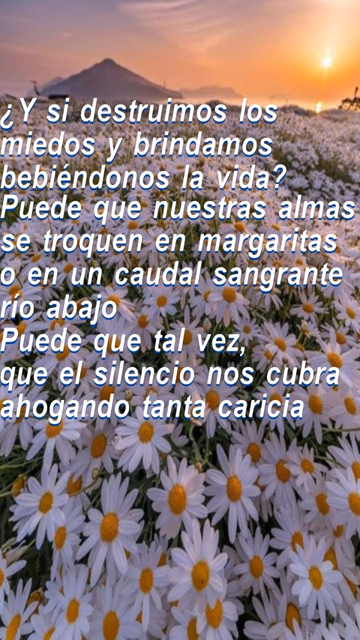 ¿Y si destruimos los
miedos y brindamos
bebiéndonos la vida?
Puede que nuestras almas
se troquen en margaritas
o en un caudal sangrante
río abajo
Puede que tal vez,
que el silencio nos cubra
ahogando tanta caricia